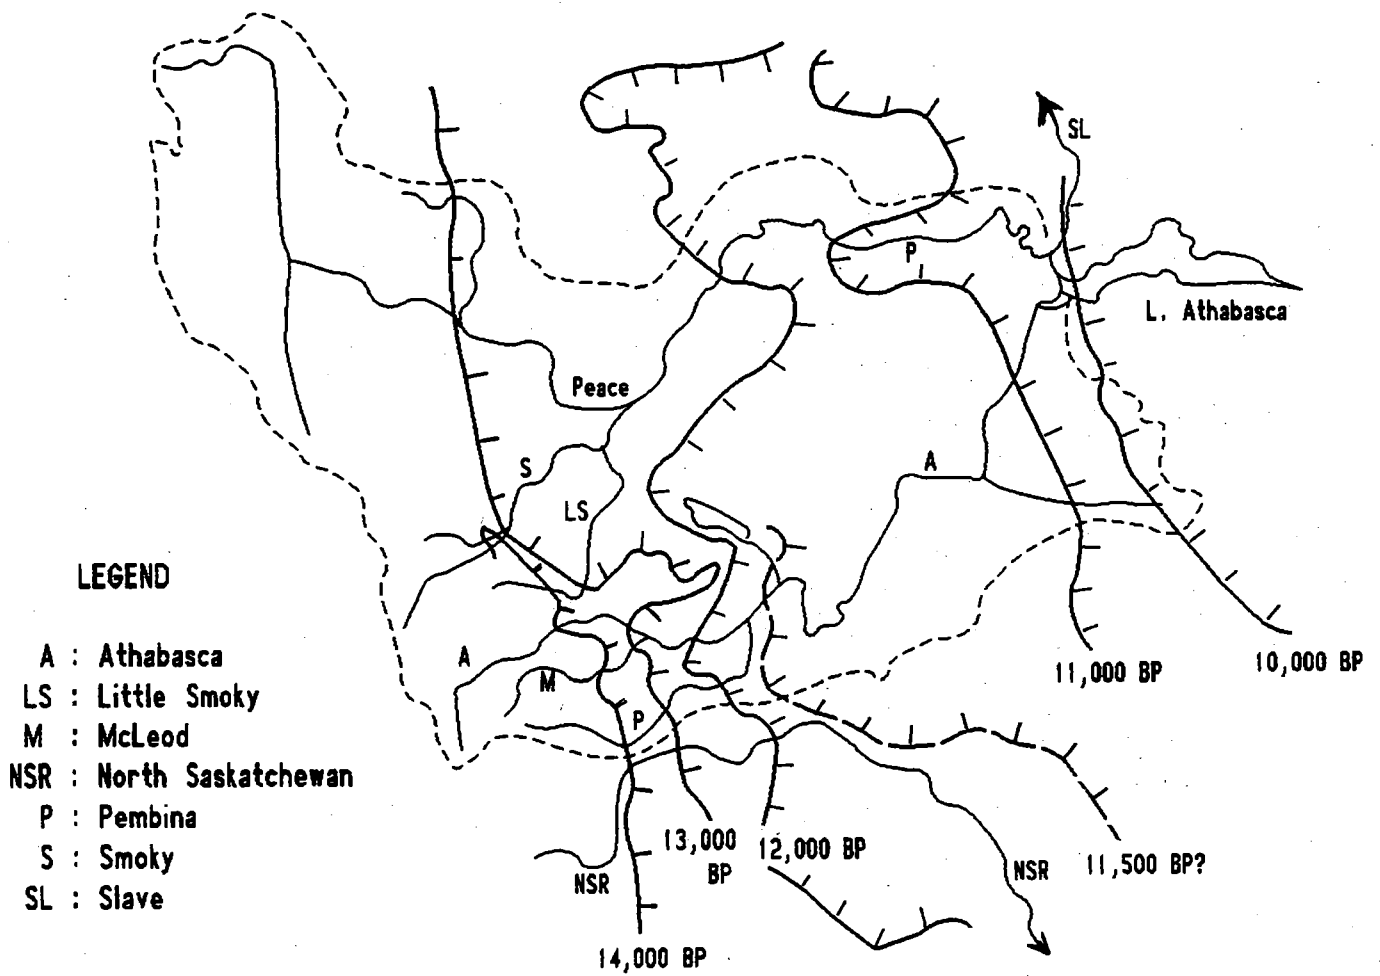 SL
P
L. Athabasca
Peace
S
A
LS
LEGEND
A : Athabasca
LS : Little Smoky
M : McLeod
NSR : North Saskatchewan
P : Pembina
S : Smoky
SL : Slave
A
M
P
11,000 BP
10,000 BP
13,000
BP
12,000 BP
11,500 BP?
NSR
NSR
14,000 BP